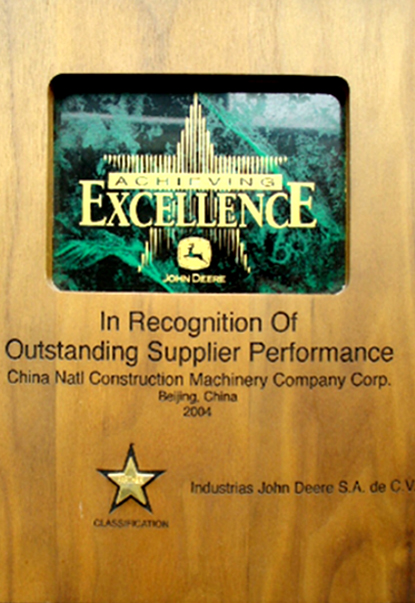 ACHIEVING
EXCELLENCE
JOHN DEERE
In Recognition Of
Outstanding Supplier Performance
China Natl Construction Machinery Company Corp.
Beijing, China
2004
Industrias John Deere S.A. de C.V
CLASSIFICATION